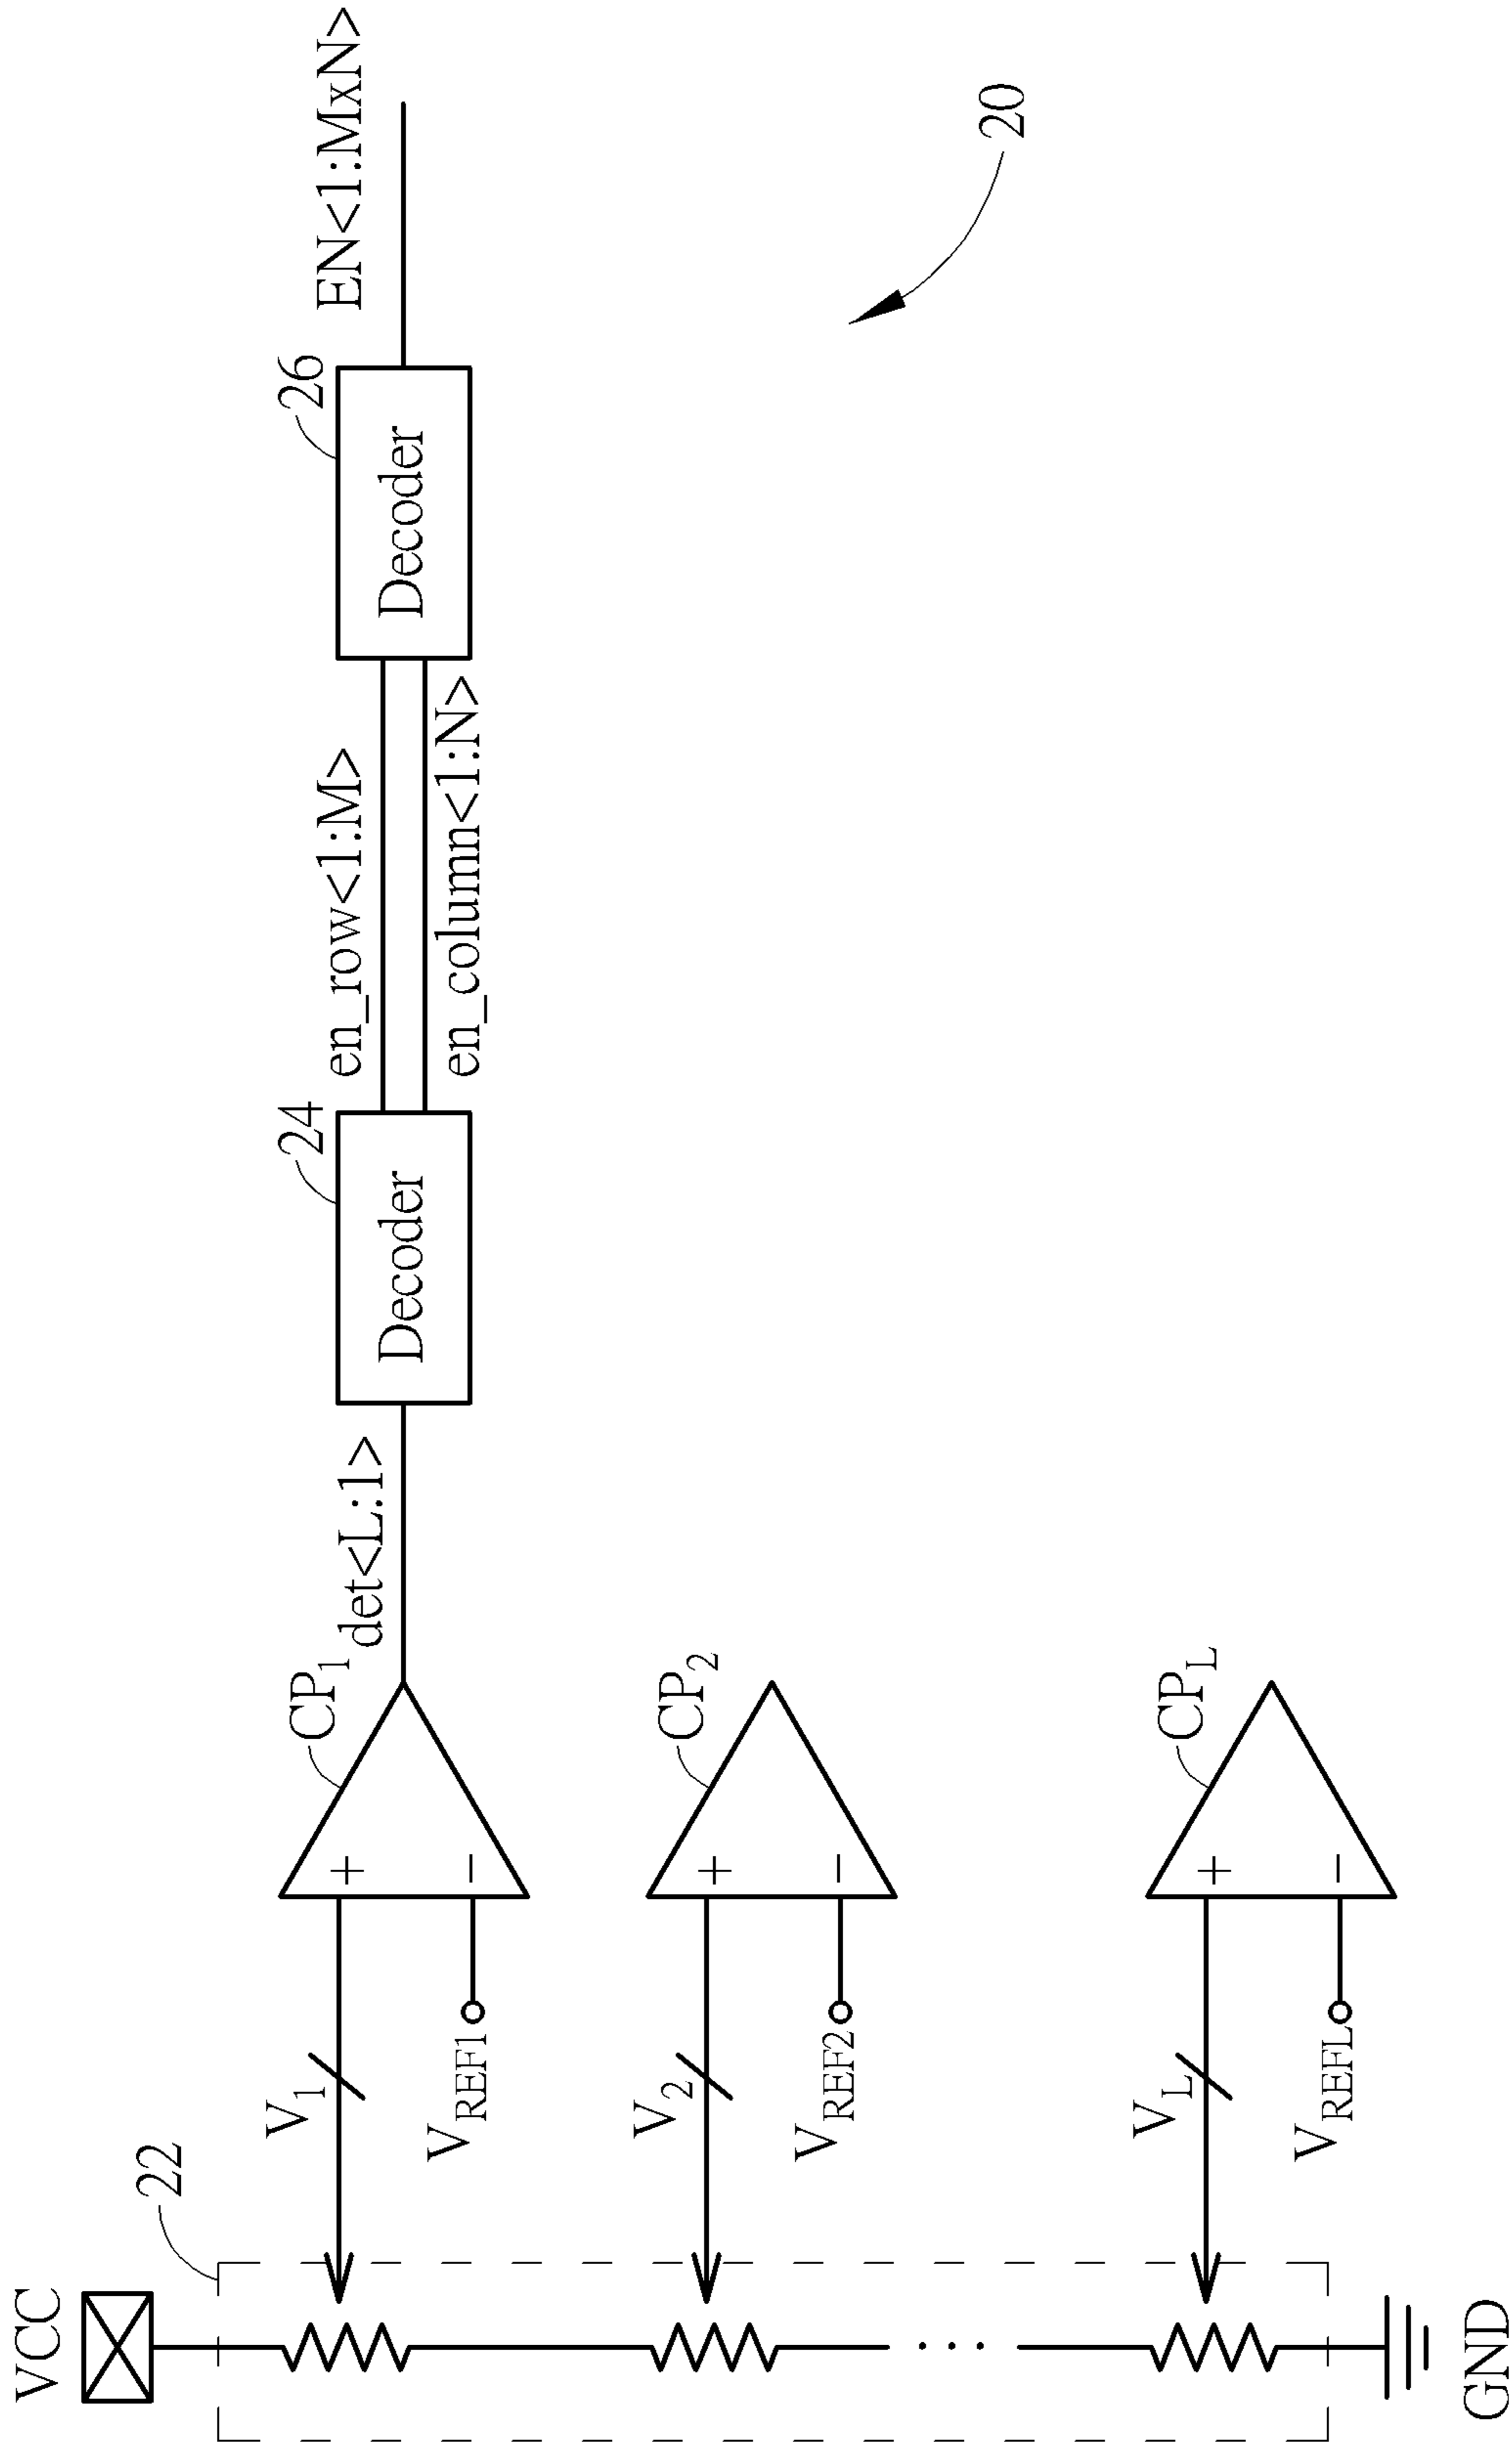 VCC
22
V1
VREF1
CP1
det<L:1>
24
Decoder
en_row<1:M>
en_column<1:N>
26
Decoder
EN<1:MxN>
V2
VREF2
CP2
VL
VREFL
CPL
20
GND
+
−
+
−
+
−